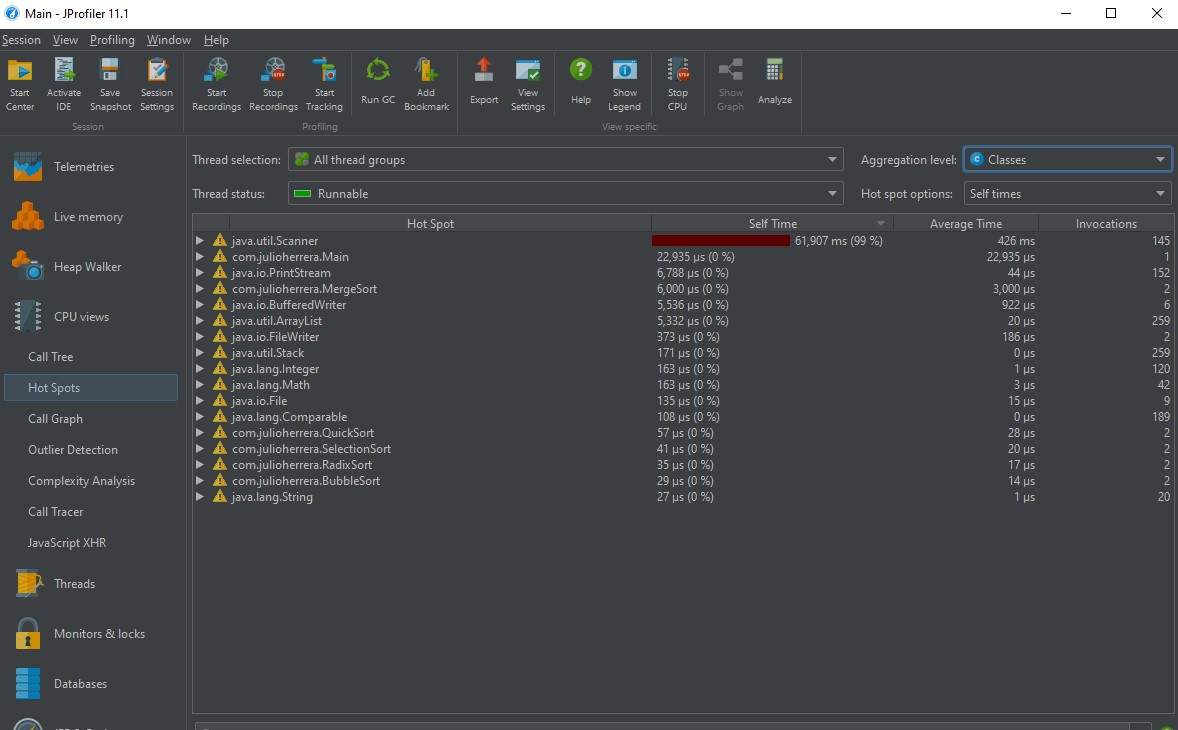 Main - JProfiler 11.1
Session View Profiling Window Help
Start Center
Activate IDE
Save Snapshot
Session Settings
Start Recordings
Stop Recordings
Start Tracking
Run GC
Add Bookmark
Export
View Settings
Help
Show Legend
Stop CPU
Show Graph
Analyze
Session
Profiling
View specific
Telemetries
Live memory
Heap Walker
CPU views
Call Tree
Hot Spots
Call Graph
Outlier Detection
Complexity Analysis
Call Tracer
JavaScript XHR
Threads
Monitors & locks
Databases
Thread selection: All thread groups Aggregation level: Classes
Thread status: Runnable Hot spot options: Self times
Hot Spot Self Time Average Time Invocations
java.util.Scanner 61,907 ms (99 %) 426 ms 145
com.julioherrera.Main 22,935 µs (0 %) 22,935 µs 1
java.io.PrintStream 6,788 µs (0 %) 44 µs 152
com.julioherrera.MergeSort 6,000 µs (0 %) 3,000 µs 2
java.io.BufferedWriter 5,536 µs (0 %) 922 µs 6
java.util.ArrayList 5,332 µs (0 %) 20 µs 259
java.io.FileWriter 373 µs (0 %) 186 µs 2
java.util.Stack 171 µs (0 %) 0 µs 259
java.lang.Integer 163 µs (0 %) 1 µs 120
java.lang.Math 163 µs (0 %) 3 µs 42
java.io.File 135 µs (0 %) 15 µs 9
java.lang.Comparable 108 µs (0 %) 0 µs 189
com.julioherrera.QuickSort 57 µs (0 %) 28 µs 2
com.julioherrera.SelectionSort 41 µs (0 %) 20 µs 2
com.julioherrera.RadixSort 35 µs (0 %) 17 µs 2
com.julioherrera.BubbleSort 29 µs (0 %) 14 µs 2
java.lang.String 27 µs (0 %) 1 µs 20